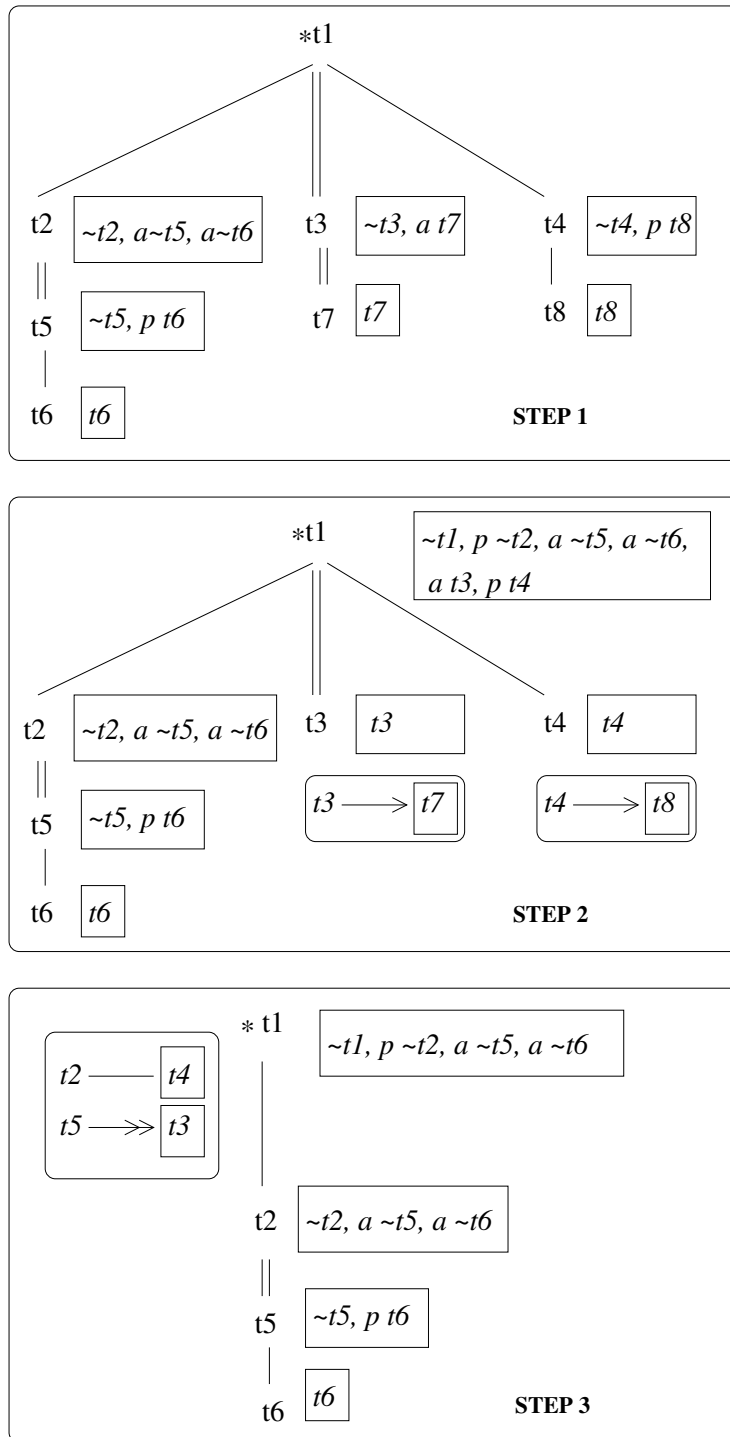 *t1
t2 ~t2, a~t5, a~t6 t3 ~t3, a t7 t4 ~t4, p t8
t5 ~t5, p t6 t7 t7 t8 t8
t6 t6 STEP 1
*t1 ~t1, p ~t2, a ~t5, a ~t6,
a t3, p t4
t2 ~t2, a ~t5, a ~t6 t3 t3 t4 t4
t5 ~t5, p t6 t3 t7 t4 t8
t6 t6 STEP 2
* t1 ~t1, p ~t2, a ~t5, a ~t6
t2 t4
t5 t3
t2 ~t2, a ~t5, a ~t6
t5 ~t5, p t6
t6 t6 STEP 3